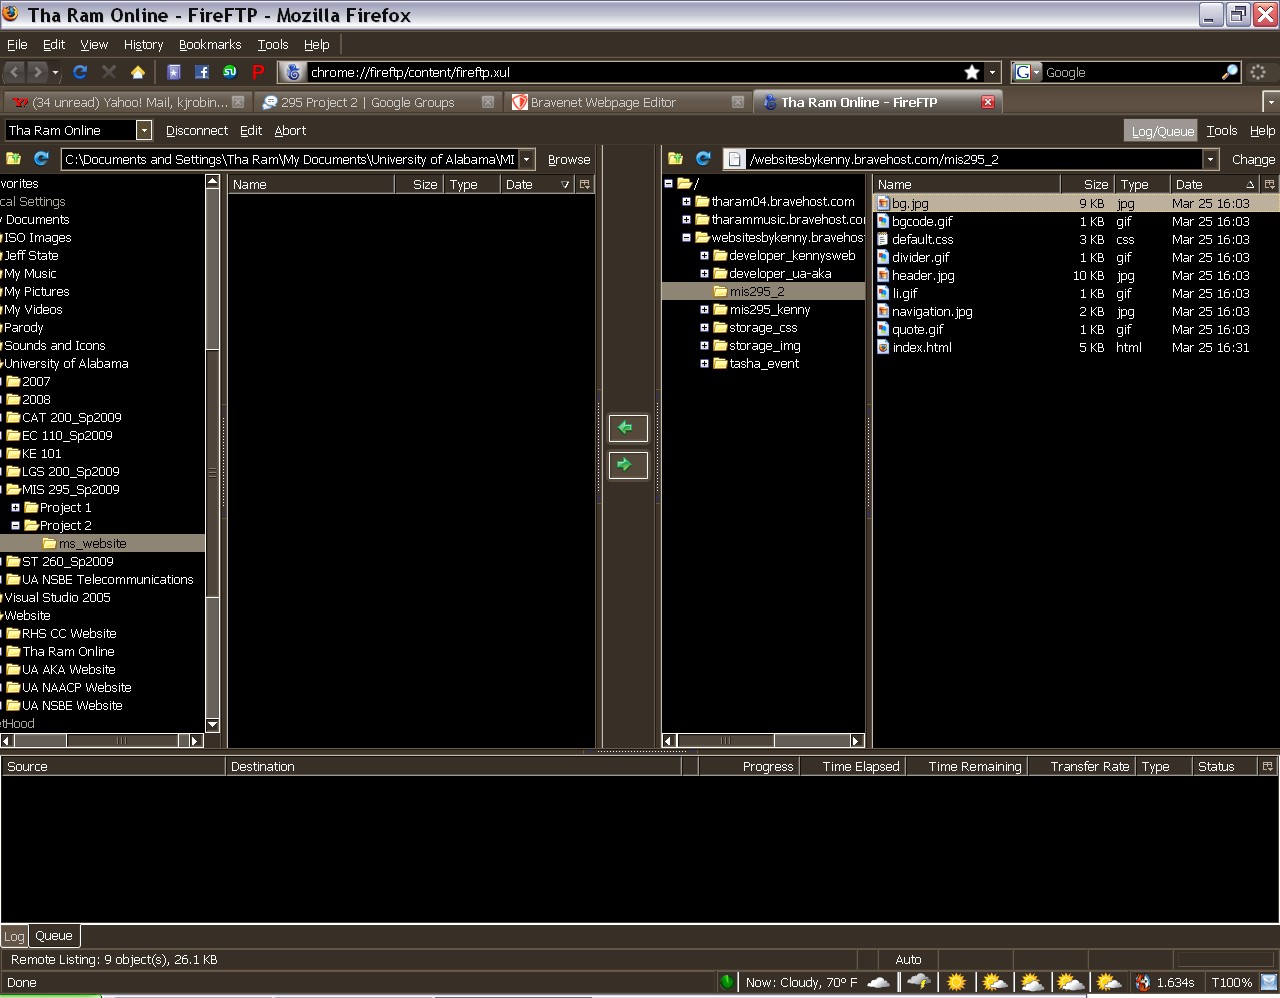 Tha Ram Online - FireFTP - Mozilla Firefox
File Edit View History Bookmarks Tools Help
chrome://fireftp/content/fireftp.xul
Google
(34 unread) Yahoo! Mail, kjrobin...
295 Project 2 | Google Groups
Bravenet Webpage Editor
Tha Ram Online - FireFTP
Tha Ram Online Disconnect Edit Abort
Log/Queue Tools Help
C:\Documents and Settings\Tha Ram\My Documents\University of Alabama\MI Browse
/websitesbykenny.bravehost.com/mis295_2 Change
vorites
cal Settings
y Documents
ISO Images
Jeff State
My Music
My Pictures
My Videos
Parody
Sounds and Icons
University of Alabama
2007
2008
CAT 200_Sp2009
EC 110_Sp2009
KE 101
LGS 200_Sp2009
MIS 295_Sp2009
Project 1
Project 2
ms_website
ST 260_Sp2009
UA NSBE Telecommunications
Visual Studio 2005
Website
RHS CC Website
Tha Ram Online
UA AKA Website
UA NAACP Website
UA NSBE Website
etHood
Name Size Type Date
/
tharam04.bravehost.com
tharammusic.bravehost.co
websitesbykenny.bravehos
developer_kennysweb
developer_ua-aka
mis295_2
mis295_kenny
storage_css
storage_img
tasha_event
Name Size Type Date
bg.jpg 9 KB jpg Mar 25 16:03
bgcode.gif 1 KB gif Mar 25 16:03
default.css 3 KB css Mar 25 16:03
divider.gif 1 KB gif Mar 25 16:03
header.jpg 10 KB jpg Mar 25 16:03
li.gif 1 KB gif Mar 25 16:03
navigation.jpg 2 KB jpg Mar 25 16:03
quote.gif 1 KB gif Mar 25 16:03
index.html 5 KB html Mar 25 16:31
Source Destination Progress Time Elapsed Time Remaining Transfer Rate Type Status
Log Queue
Remote Listing: 9 object(s), 26.1 KB Auto
Done Now: Cloudy, 70° F 1.634s T100%